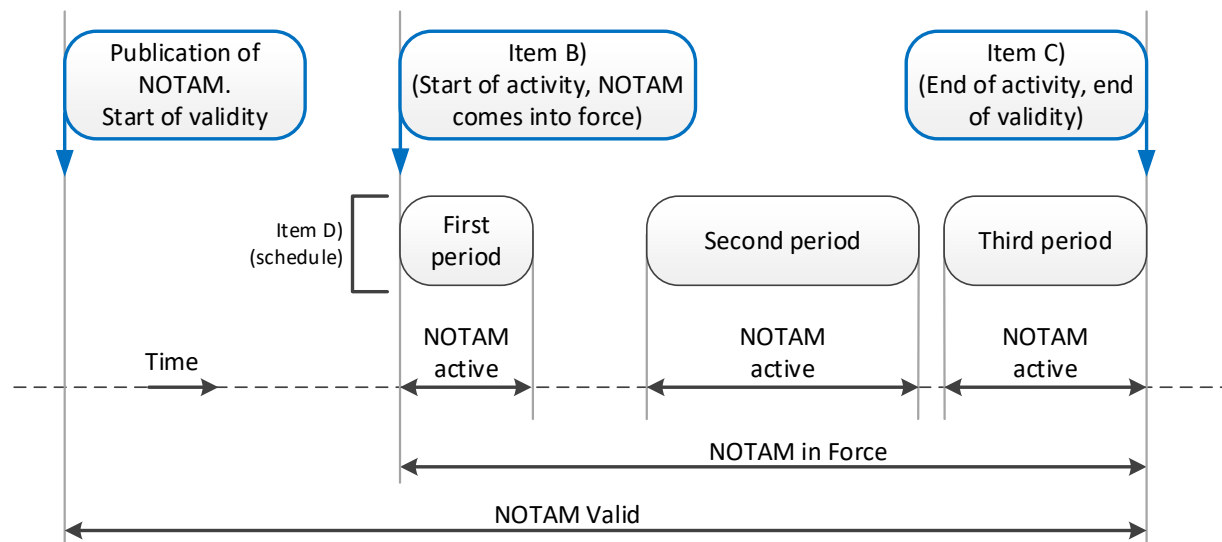 Publication of
NOTAM.
Start of validity
Item B)
(Start of activity, NOTAM
comes into force)
Item C)
(End of activity, end
of validity)
Item D)
(schedule)
First
period
Second period
Third period
Time
NOTAM
active
NOTAM
active
NOTAM
active
NOTAM in Force
NOTAM Valid